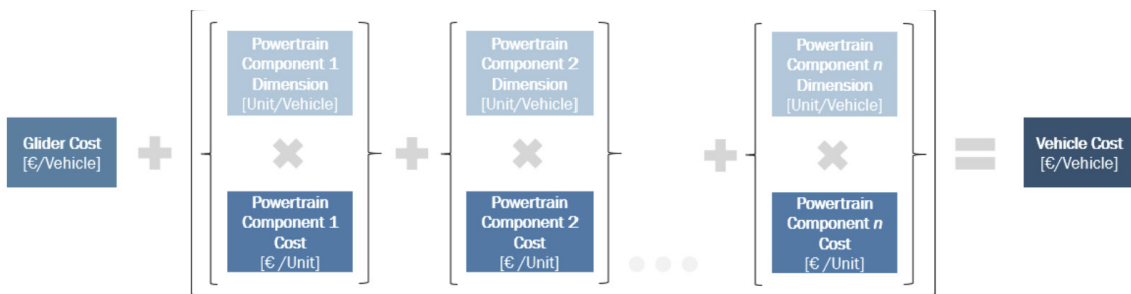 Glider Cost
[€/Vehicle]
Powertrain
Component 1
Dimension
[Unit/Vehicle]
Powertrain
Component 1
Cost
[€ /Unit]
Powertrain
Component 2
Dimension
[Unit/Vehicle]
Powertrain
Component 2
Cost
[€ /Unit]
Powertrain
Component n
Dimension
[Unit/Vehicle]
Powertrain
Component n
Cost
[€ /Unit]
Vehicle Cost
[€/Vehicle]